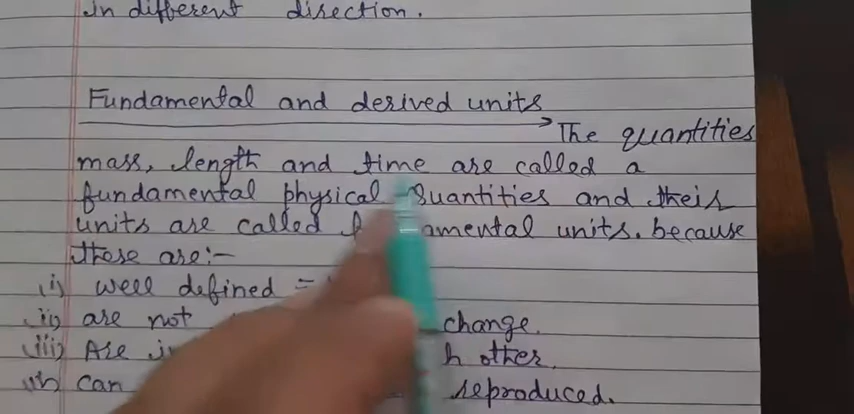 in different direction.
Fundamental and derived units
The quantities
mass, length and time are called a
fundamental physical quantities and their
units are called amental units. because
these are:-
(i) well defined =
(ii) are not change.
(iii) Are in h other
(iv) can reproduced.